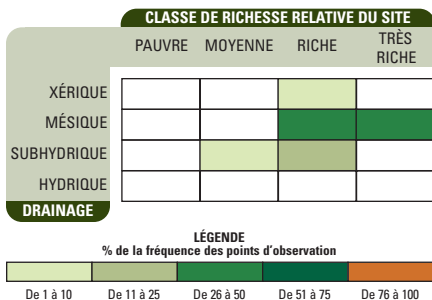 CLASSE DE RICHESSE RELATIVE DU SITE
PAUVRE MOYENNE RICHE TRÈS RICHE
XÉRIQUE
MÉSIQUE
SUBHYDRIQUE
HYDRIQUE
DRAINAGE
LÉGENDE
% de la fréquence des points d'observation
De 1 à 10 De 11 à 25 De 26 à 50 De 51 à 75 De 76 à 100